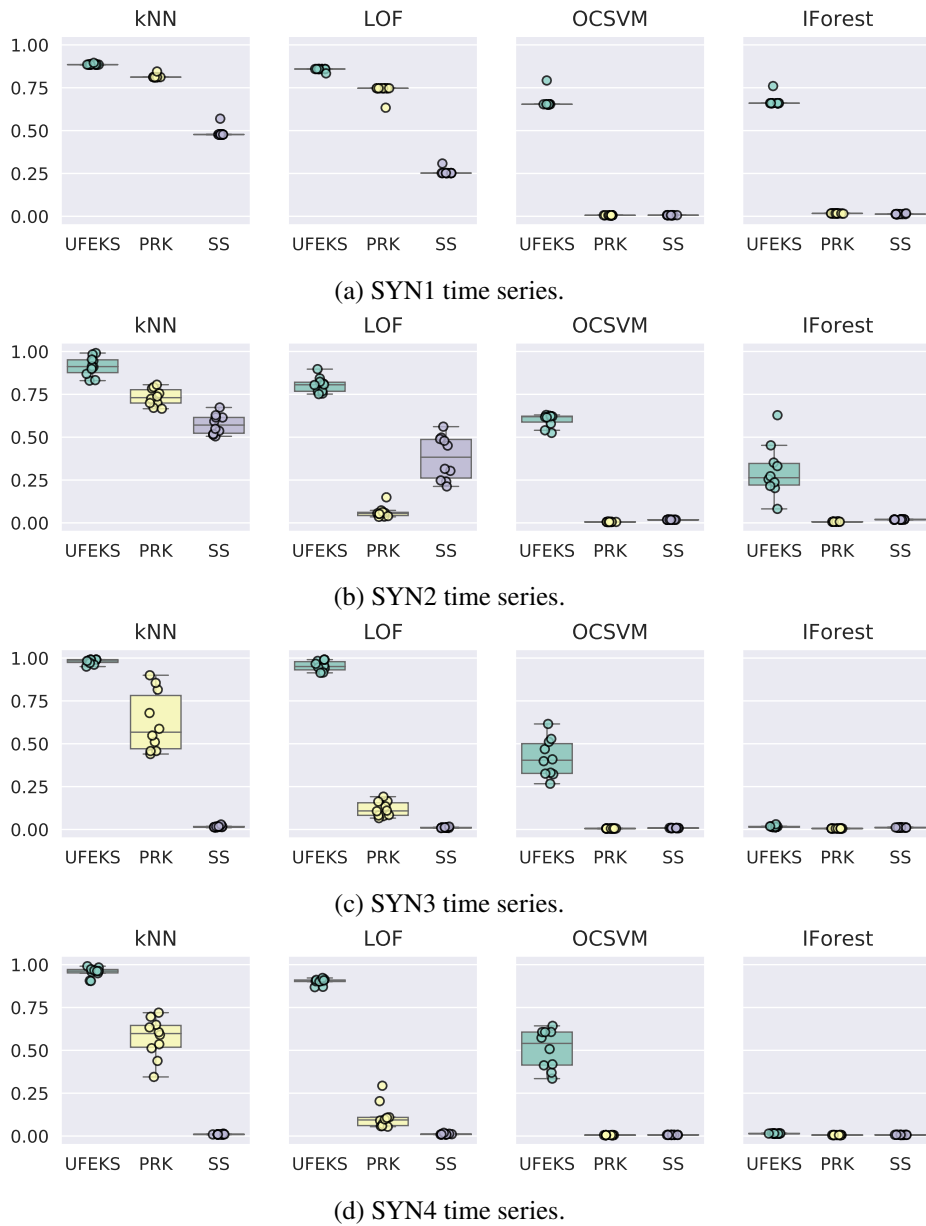 kNN LOF OCSVM IForest
1.00
0.75
0.50
0.25
0.00
UFEKS PRK SS UFEKS PRK SS UFEKS PRK SS UFEKS PRK SS
(a) SYN1 time series.
kNN LOF OCSVM IForest
1.00
0.75
0.50
0.25
0.00
UFEKS PRK SS UFEKS PRK SS UFEKS PRK SS UFEKS PRK SS
(b) SYN2 time series.
kNN LOF OCSVM IForest
1.00
0.75
0.50
0.25
0.00
UFEKS PRK SS UFEKS PRK SS UFEKS PRK SS UFEKS PRK SS
(c) SYN3 time series.
kNN LOF OCSVM IForest
1.00
0.75
0.50
0.25
0.00
UFEKS PRK SS UFEKS PRK SS UFEKS PRK SS UFEKS PRK SS
(d) SYN4 time series.